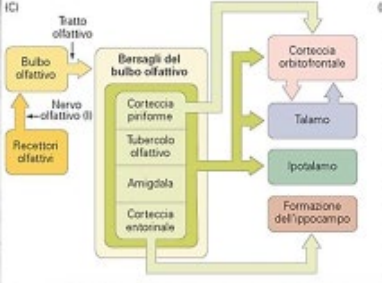 (C)
Tratto
olfattivo
Bulbo
olfattivo
Nervo
olfattivo (I)
Recettori
olfattivi
Bersagli del
bulbo olfattivo
Corteccia
piriforme
Tubercolo
olfattivo
Amigdala
Corteccia
entorinale
Corteccia
orbitofrontale
Talamo
Ipotalamo
Formazione
dell'ippocampo